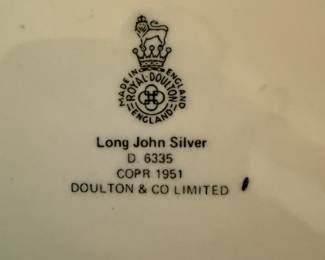 MADE IN ENGLAND
ROYAL·DOULTON
ENGLAND
Long John Silver
D. 6335
COPR 1951
DOULTON & CO LIMITED